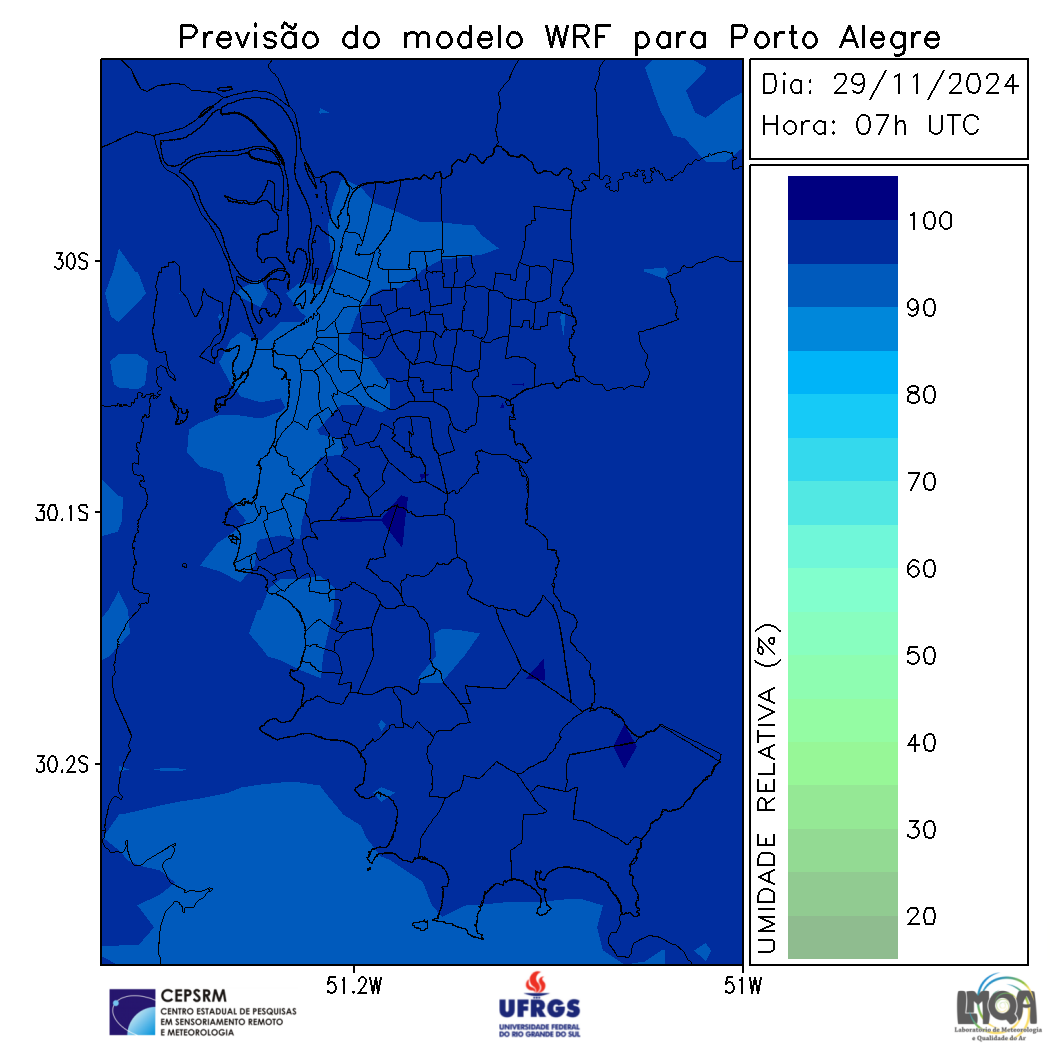 Previsão do modelo WRF para Porto Alegre
Dia: 29/11/2024
Hora: 07h UTC
30S
30.1S
30.2S
51.2W
51W
UMIDADE RELATIVA (%)
100
90
80
70
60
50
40
30
20
CEPSRM
CENTRO ESTADUAL DE PESQUISAS
EM SENSORIAMENTO REMOTO
E METEOROLOGIA
UFRGS
UNIVERSIDADE FEDERAL
DO RIO GRANDE DO SUL
LMQA
Laboratório de Meteorologia
e Qualidade do Ar